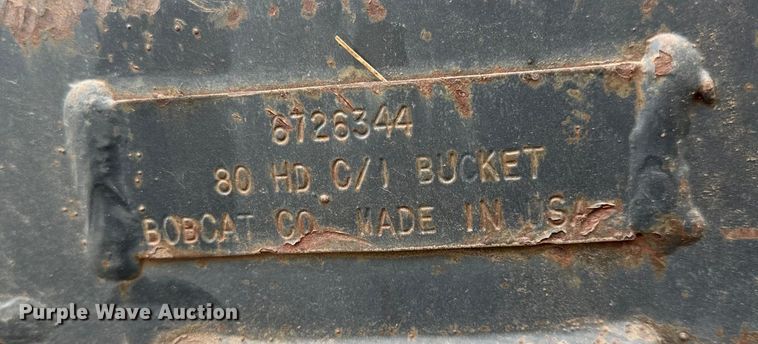 6726344
80 HD C/I BUCKET
BOBCAT CO. MADE IN USA
Purple Wave Auction